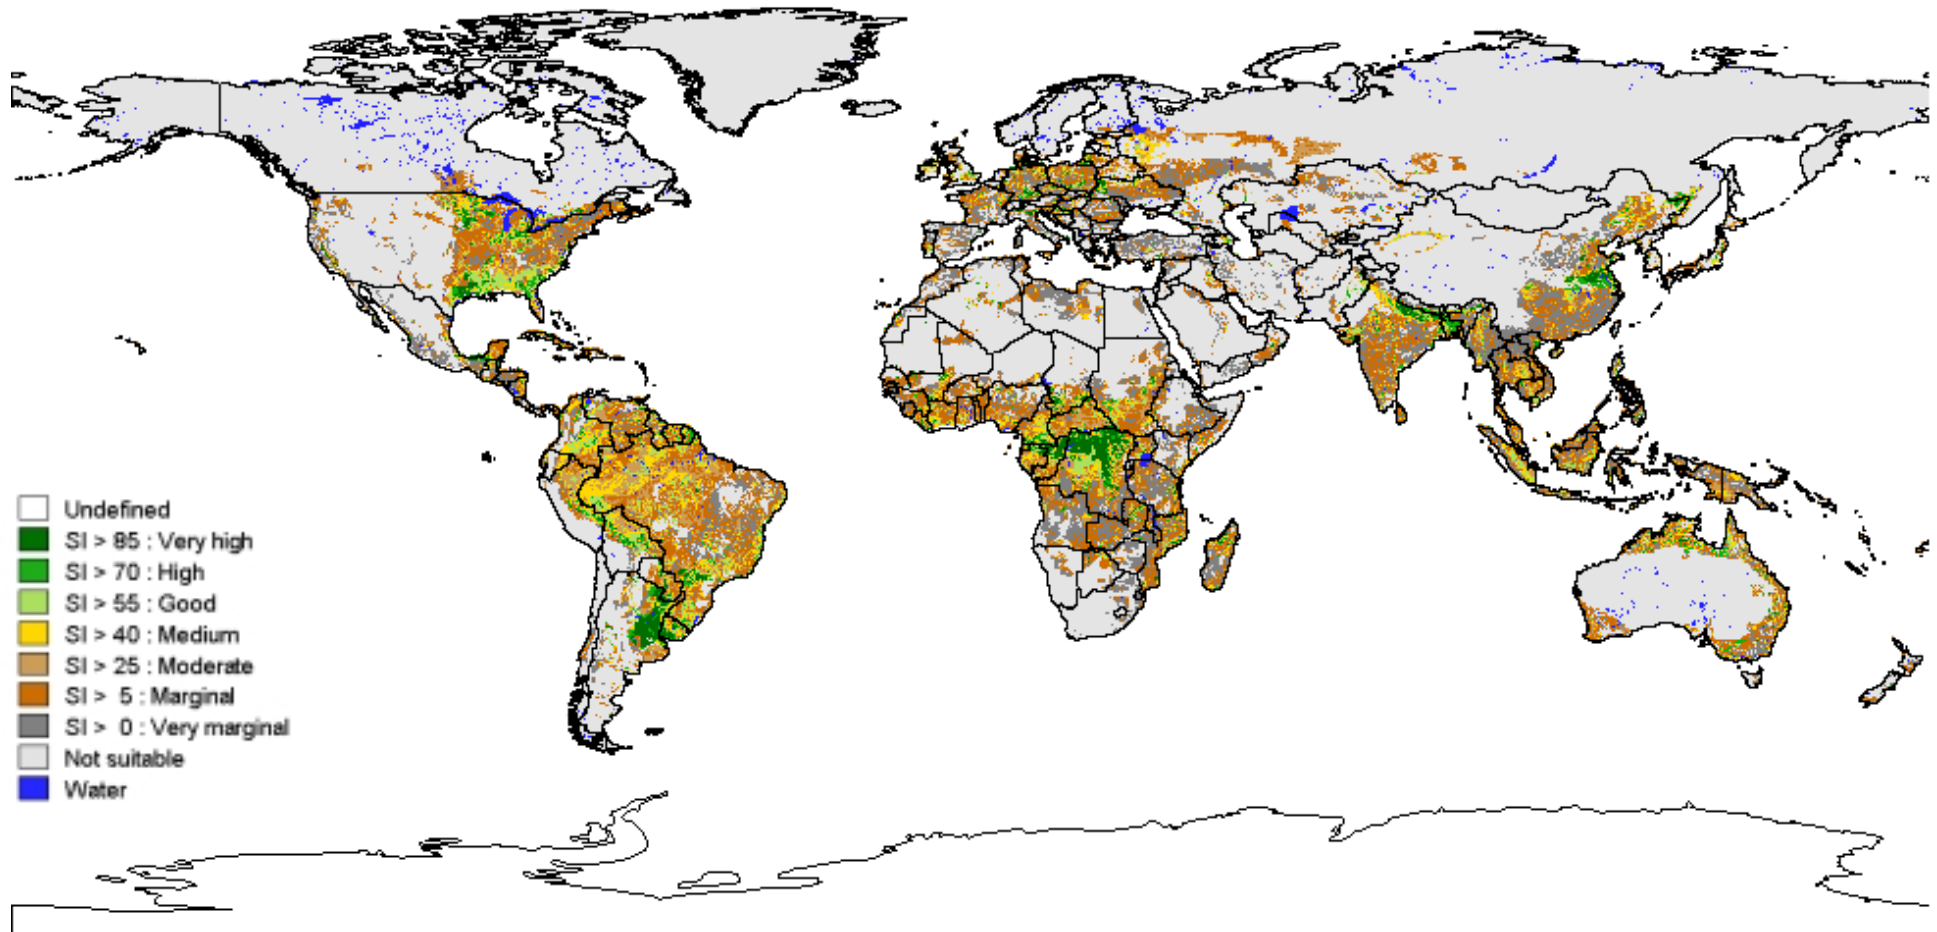 Undefined
SI > 85 : Very high
SI > 70 : High
SI > 55 : Good
SI > 40 : Medium
SI > 25 : Moderate
SI > 5 : Marginal
SI > 0 : Very marginal
Not suitable
Water